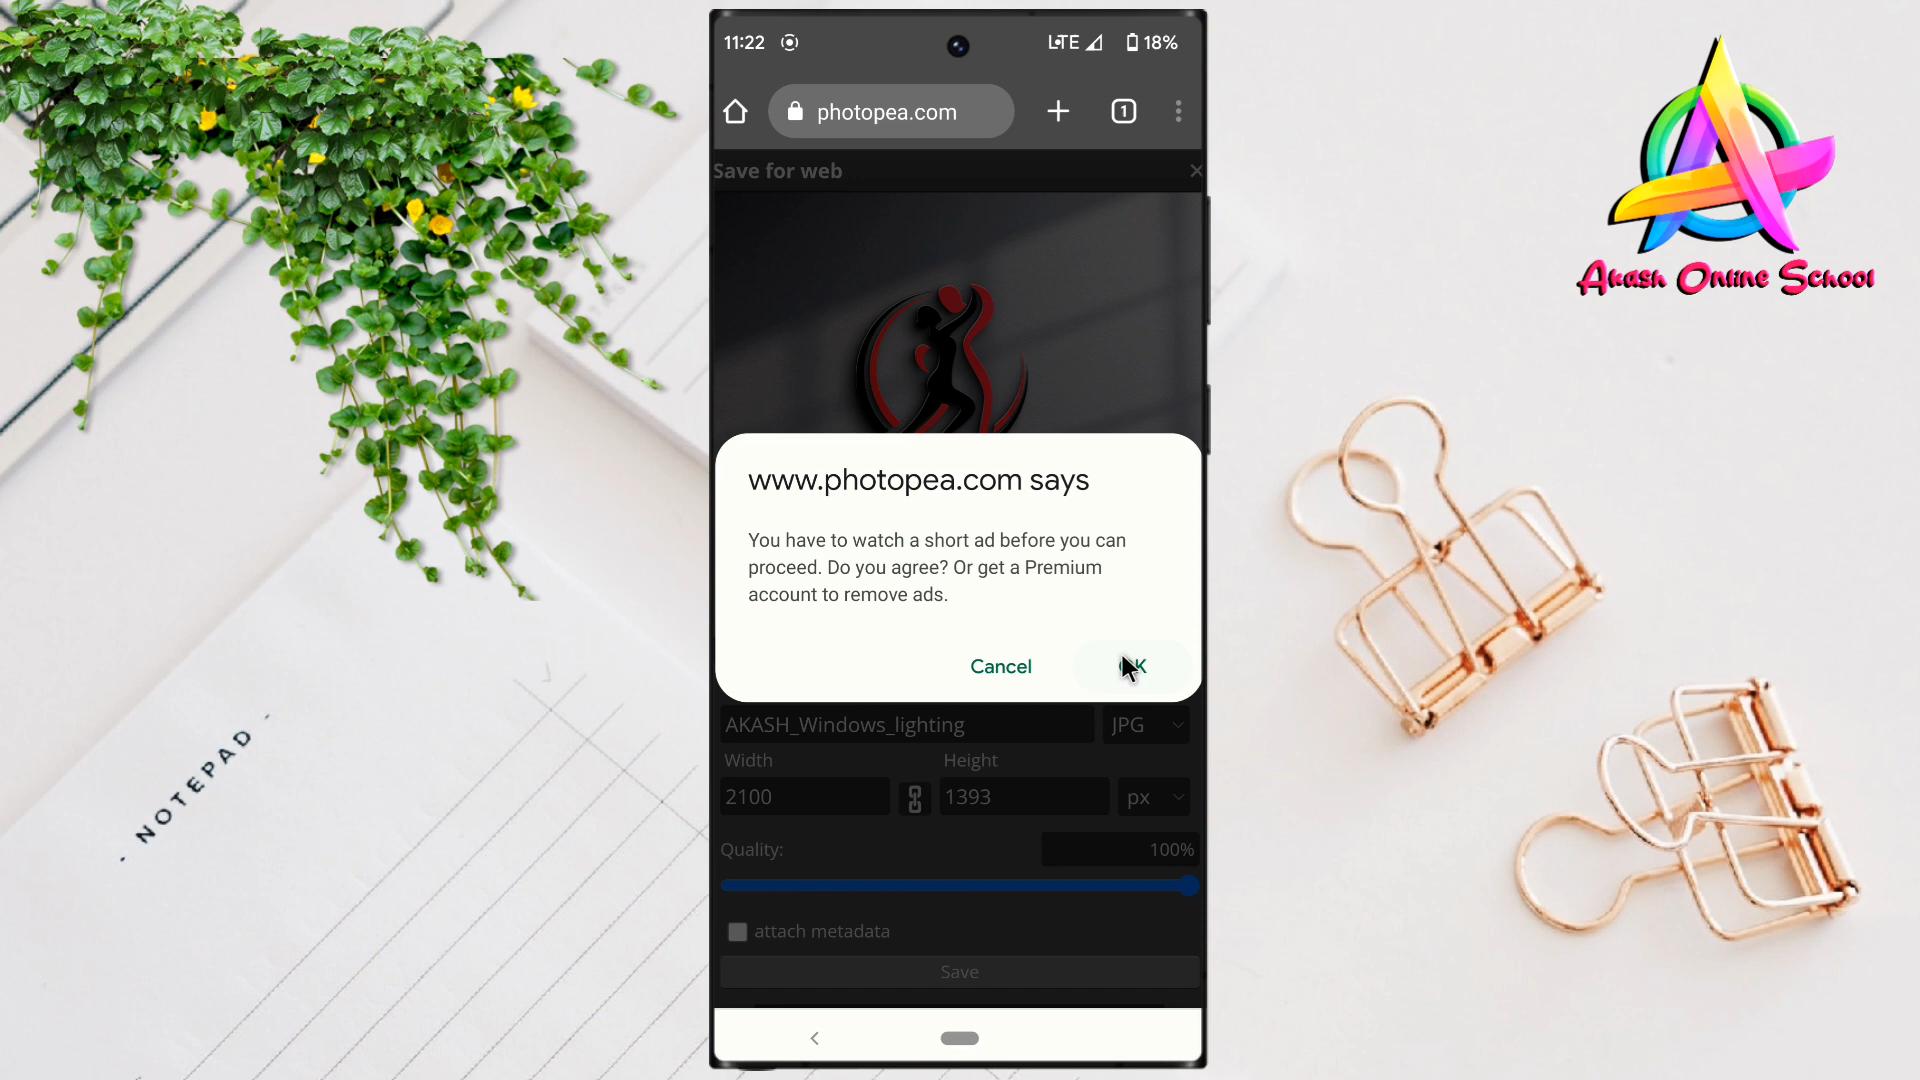 11:22
LTE
18%
photopea.com
1
Save for web
www.photopea.com says
You have to watch a short ad before you can
proceed. Do you agree? Or get a Premium
account to remove ads.
Cancel
OK
AKASH_Windows_lighting
JPG
Width
Height
2100
1393
px
Quality:
100%
attach metadata
Save
- NOTEPAD -
Akash Online School